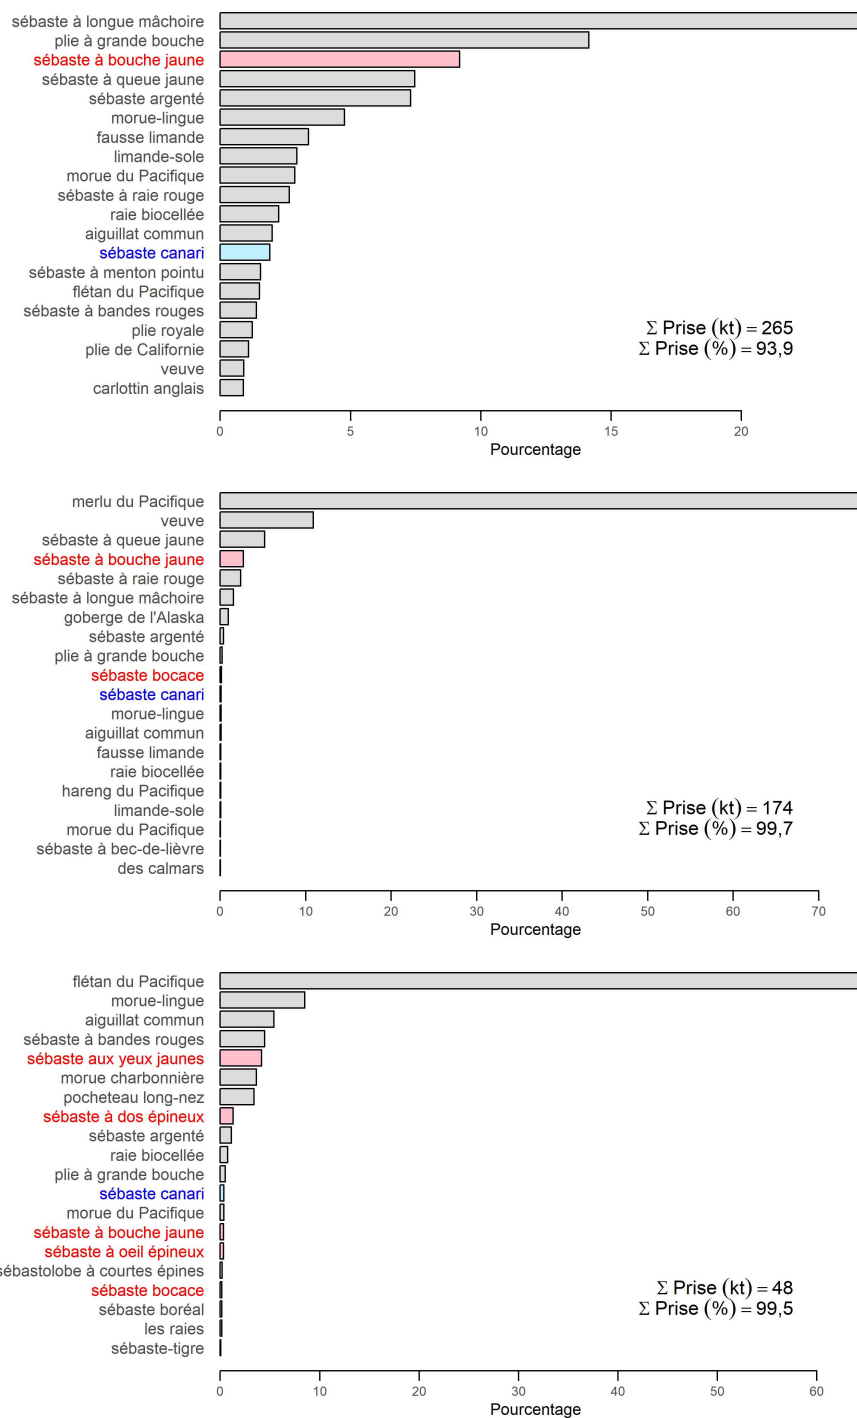 sébaste à longue mâchoire
plie à grande bouche
sébaste à bouche jaune
sébaste à queue jaune
sébaste argenté
morue-lingue
fausse limande
limande-sole
morue du Pacifique
sébaste à raie rouge
raie biocellée
aiguillat commun
sébaste canari
sébaste à menton pointu
flétan du Pacifique
sébaste à bandes rouges
plie royale
plie de Californie
veuve
carlottin anglais
Σ Prise (kt) = 265
Σ Prise (%) = 93,9
0 5 10 15 20
Pourcentage
merlu du Pacifique
veuve
sébaste à queue jaune
sébaste à bouche jaune
sébaste à raie rouge
sébaste à longue mâchoire
goberge de l'Alaska
sébaste argenté
plie à grande bouche
sébaste bocace
sébaste canari
morue-lingue
aiguillat commun
fausse limande
raie biocellée
hareng du Pacifique
limande-sole
morue du Pacifique
sébaste à bec-de-lièvre
des calmars
Σ Prise (kt) = 174
Σ Prise (%) = 99,7
0 10 20 30 40 50 60 70
Pourcentage
flétan du Pacifique
morue-lingue
aiguillat commun
sébaste à bandes rouges
sébaste aux yeux jaunes
morue charbonnière
pocheteau long-nez
sébaste à dos épineux
sébaste argenté
raie biocellée
plie à grande bouche
sébaste canari
morue du Pacifique
sébaste à bouche jaune
sébaste à oeil épineux
sébastolobe à courtes épines
sébaste bocace
sébaste boréal
les raies
sébaste-tigre
Σ Prise (kt) = 48
Σ Prise (%) = 99,5
0 10 20 30 40 50 60
Pourcentage